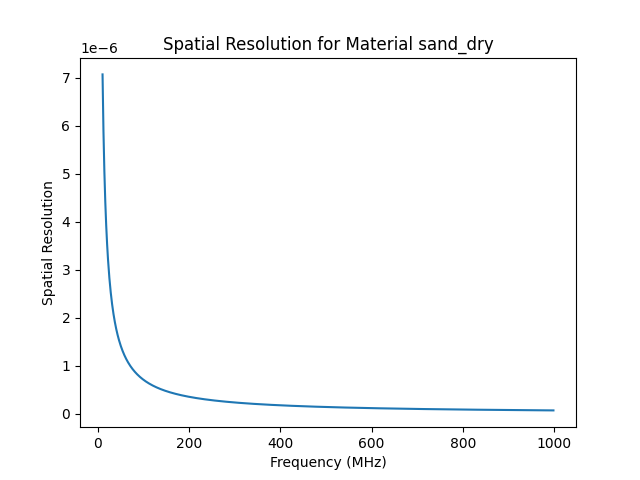 Spatial Resolution for Material sand_dry
1e−6
7
6
5
4
3
2
1
0
Spatial Resolution
0 200 400 600 800 1000
Frequency (MHz)